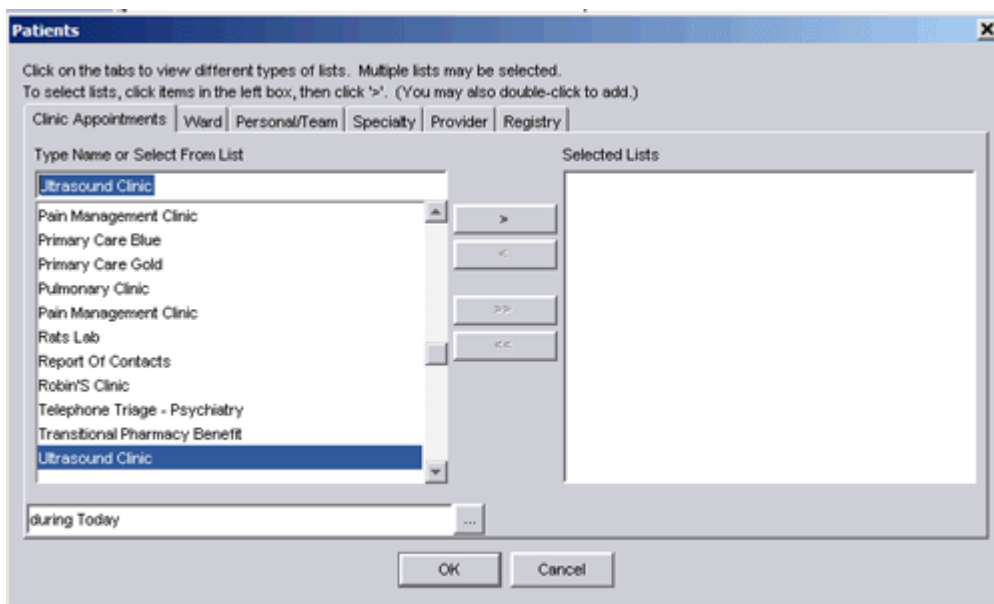 Patients
Click on the tabs to view different types of lists. Multiple lists may be selected.
To select lists, click items in the left box, then click '>'. (You may also double-click to add.)
Clinic Appointments Ward Personal/Team Specialty Provider Registry
Type Name or Select From List
Selected Lists
Ultrasound Clinic
Pain Management Clinic
Primary Care Blue
Primary Care Gold
Pulmonary Clinic
Pain Management Clinic
Rats Lab
Report Of Contacts
Robin'S Clinic
Telephone Triage - Psychiatry
Transitional Pharmacy Benefit
Ultrasound Clinic
>
<
>>
<<
during Today
...
OK Cancel